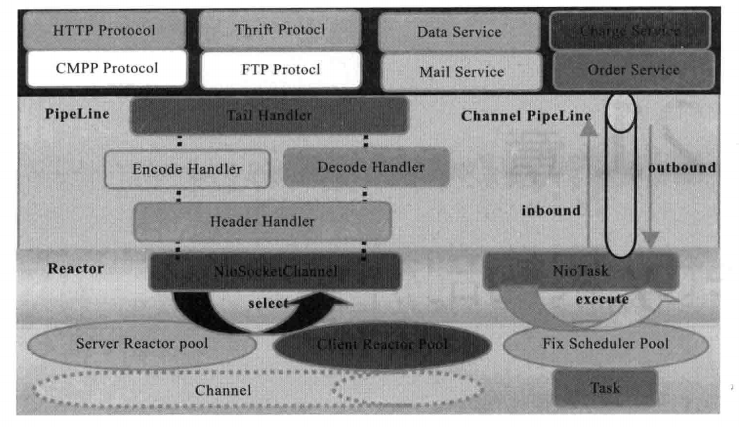 HTTP Protocol
Thrift Protocl
Data Service
Charge Service
CMPP Protocol
FTP Protocl
Mail Service
Order Service
PipeLine
Tail Handler
Channel PipeLine
Encode Handler
Decode Handler
outbound
inbound
Header Handler
Reactor
NioSocketChannel
NioTask
select
execute
Server Reactor pool
Client Reactor Pool
Fix Scheduler Pool
Channel
Task